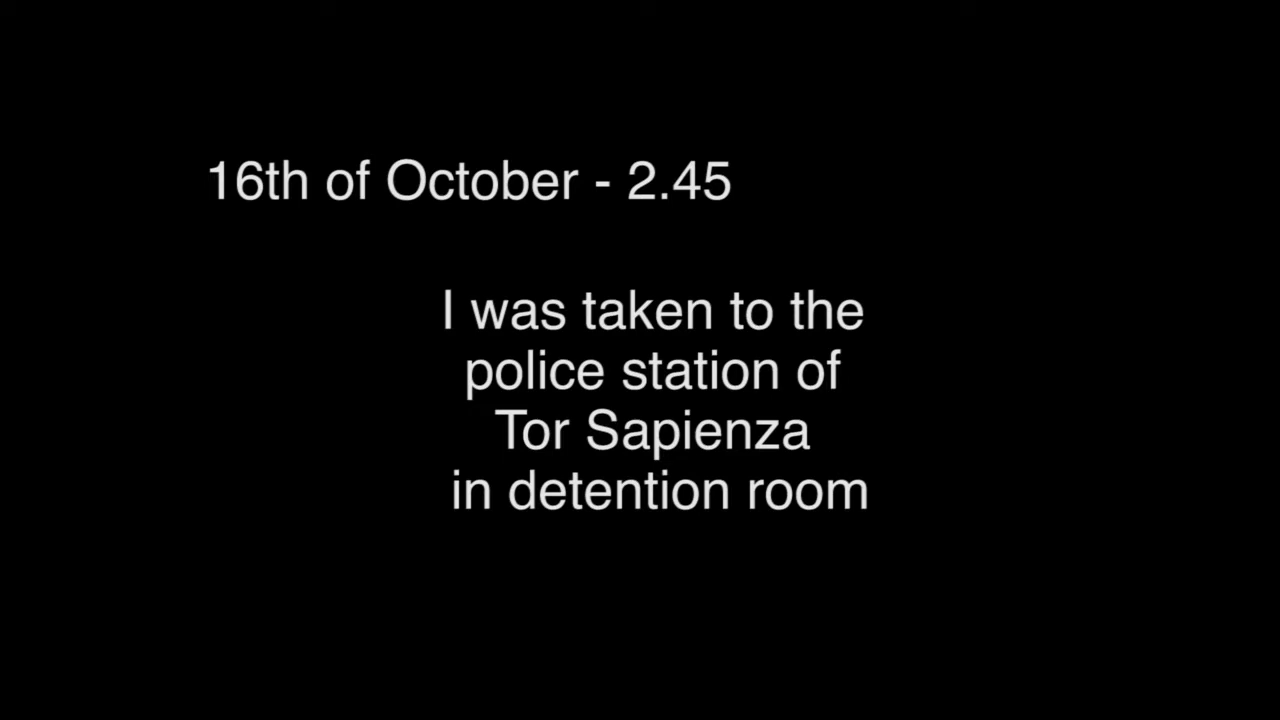 16th of October - 2.45
I was taken to the
police station of
Tor Sapienza
in detention room